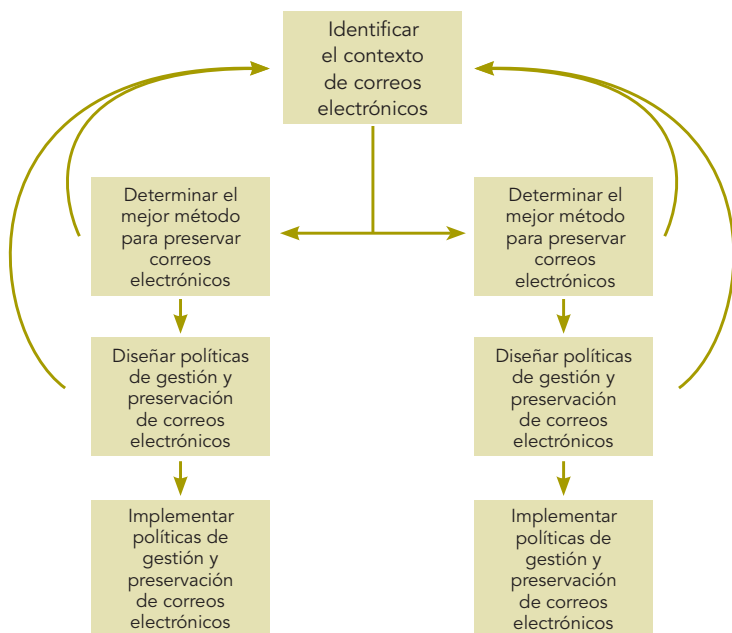 Identificar
el contexto
de correos
electrónicos
Determinar el
mejor método
para preservar
correos
electrónicos
Determinar el
mejor método
para preservar
correos
electrónicos
Diseñar políticas
de gestión y
preservación
de correos
electrónicos
Diseñar políticas
de gestión y
preservación
de correos
electrónicos
Implementar
políticas de
gestión y
preservación
de correos
electrónicos
Implementar
políticas de
gestión y
preservación
de correos
electrónicos